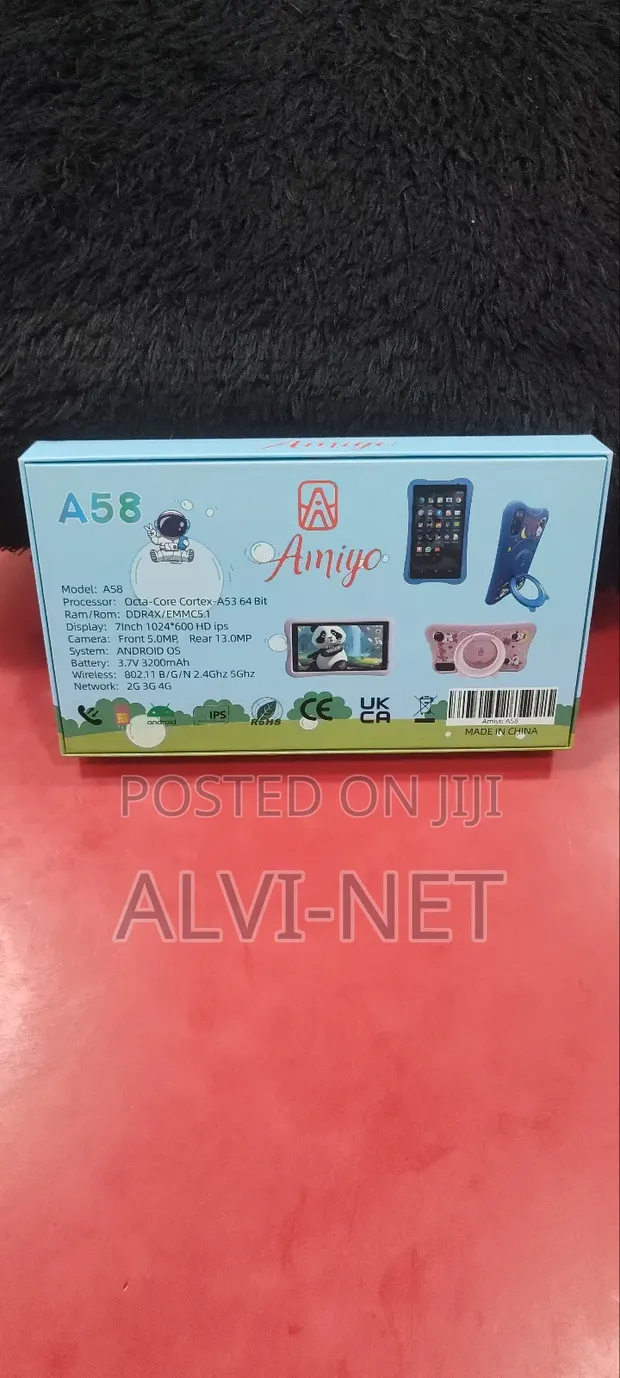 Amiyo
A58
Amiyo
Model: A58
Processor: Octa-Core Cortex-A53 64 Bit
Ram/Rom: DDR4X/EMMC5.1
Display: 7Inch 1024*600 HD ips
Camera: Front 5.0MP, Rear 13.0MP
System: ANDROID OS
Battery: 3.7V 3200mAh
Wireless: 802.11 B/G/N 2.4Ghz 5Ghz
Network: 2G 3G 4G
android
IPS
RoHS
CE
UK
CA
Amiyo A58
MADE IN CHINA
POSTED ON JIJI
ALVI-NET